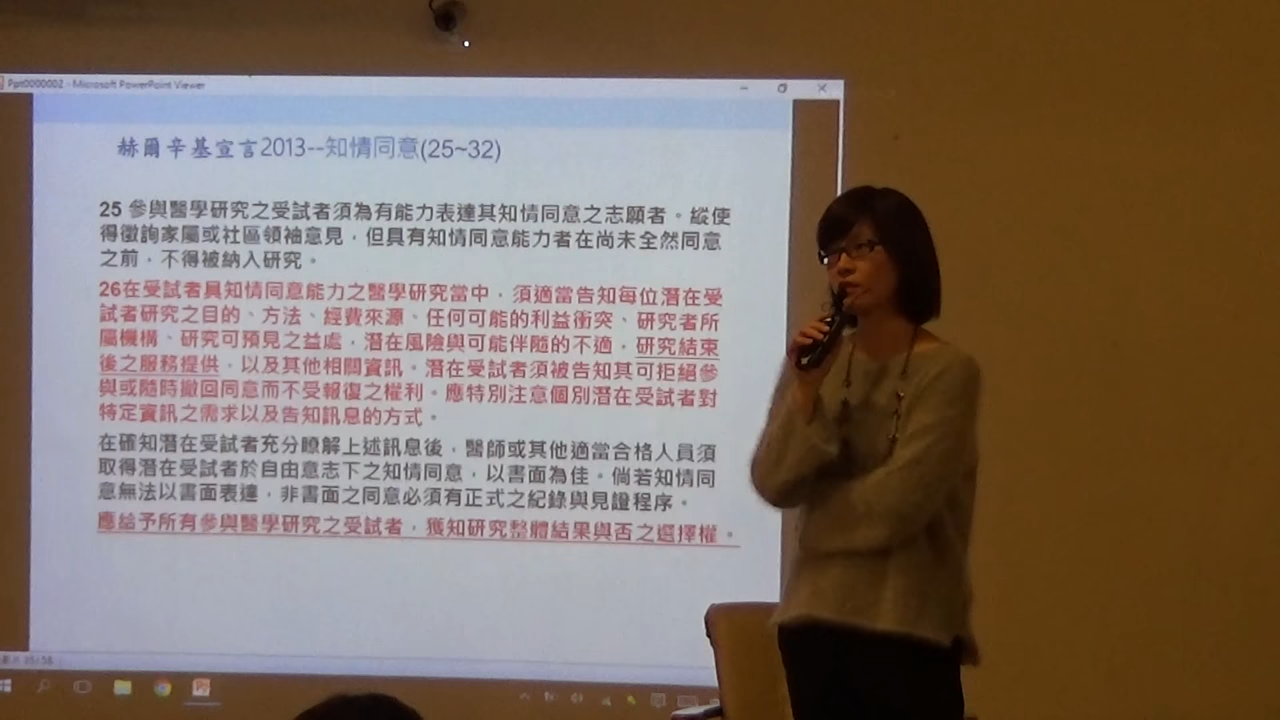 Ppt0000002 - Microsoft PowerPoint Viewer
赫爾辛基宣言2013--知情同意(25~32)
25 參與醫學研究之受試者須為有能力表達其知情同意之志願者。縱使
得徵詢家屬或社區領袖意見，但具有知情同意能力者在尚未全然同意
之前，不得被納入研究。
26在受試者具知情同意能力之醫學研究當中，須適當告知每位潛在受
試者研究之目的、方法、經費來源、任何可能的利益衝突、研究者所
屬機構、研究可預見之益處，潛在風險與可能伴隨的不適，研究結束
後之服務提供，以及其他相關資訊。潛在受試者須被告知其可拒絕參
與或隨時撤回同意而不受報復之權利。應特別注意個別潛在受試者對
特定資訊之需求以及告知訊息的方式。
在確知潛在受試者充分瞭解上述訊息後，醫師或其他適當合格人員須
取得潛在受試者於自由意志下之知情同意，以書面為佳。倘若知情同
意無法以書面表達，非書面之同意必須有正式之紀錄與見證程序。
應給予所有參與醫學研究之受試者，獲知研究整體結果與否之選擇權。